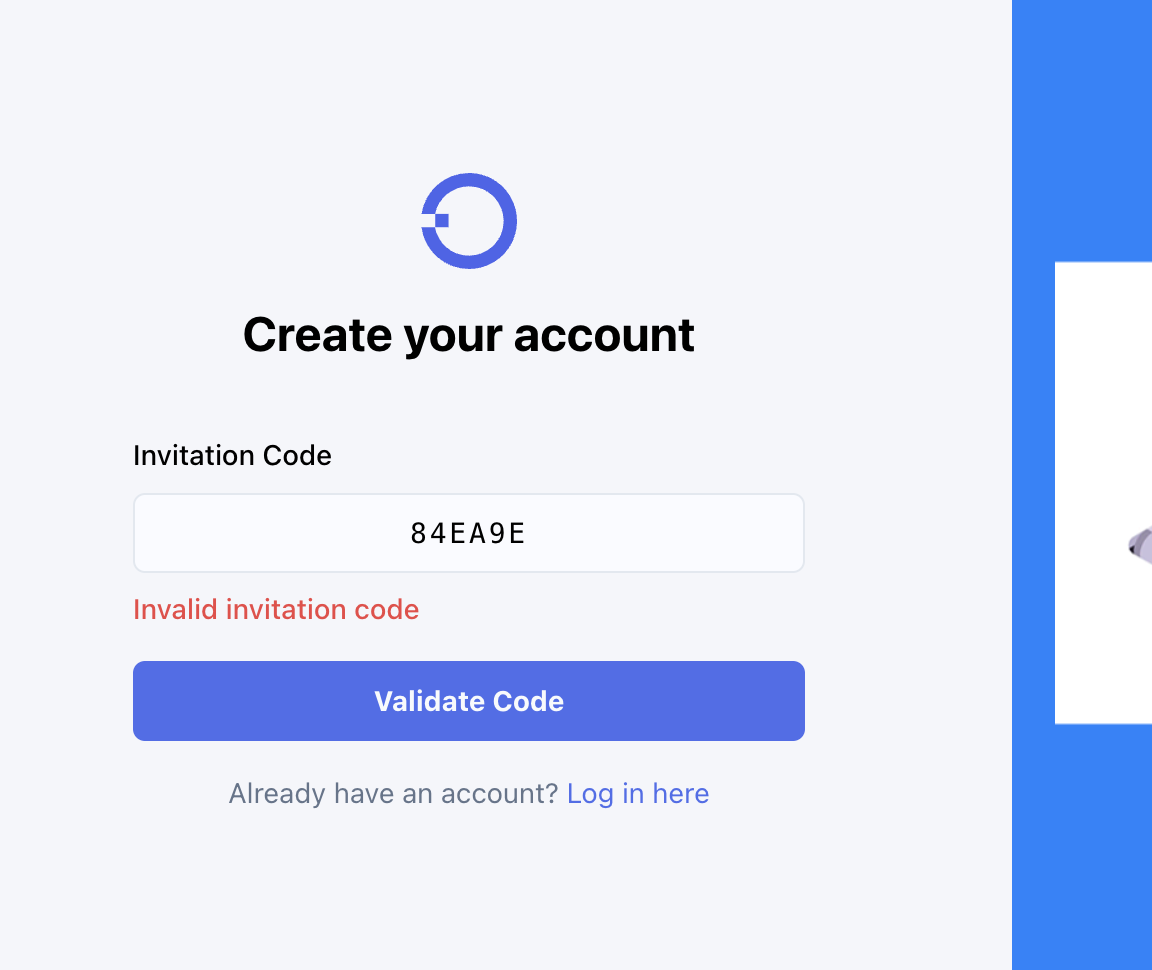 Create your account
Invitation Code
84EA9E
Invalid invitation code
Validate Code
Already have an account? Log in here